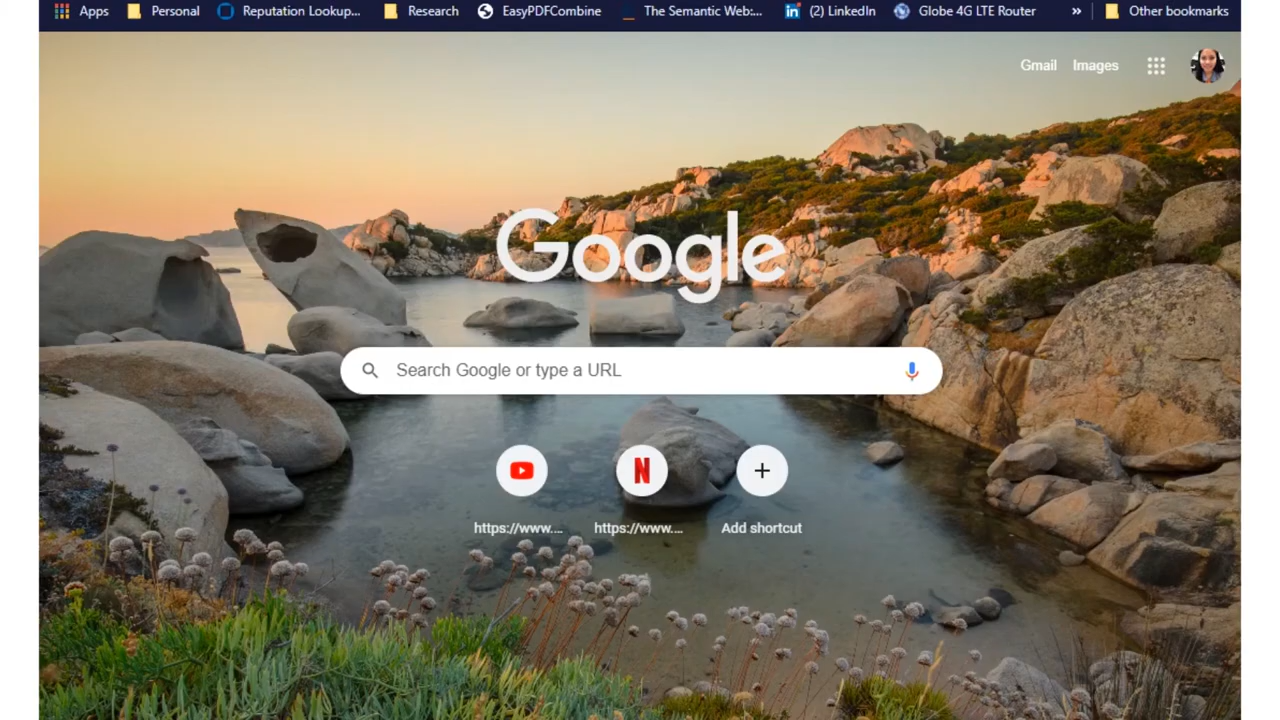 Apps Personal Reputation Lookup... Research EasyPDFCombine The Semantic Web:... in (2) LinkedIn Globe 4G LTE Router » Other bookmarks
Gmail Images
Google
Search Google or type a URL
N
https://www.... https://www.... Add shortcut